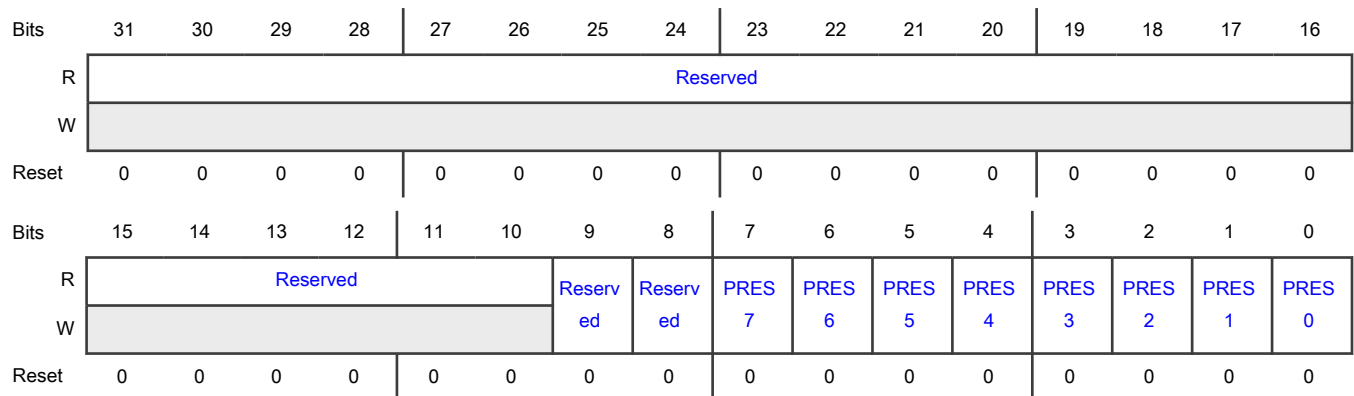 Bits 31 30 29 28 27 26 25 24 23 22 21 20 19 18 17 16
R Reserved
W
Reset 0 0 0 0 0 0 0 0 0 0 0 0 0 0 0 0
Bits 15 14 13 12 11 10 9 8 7 6 5 4 3 2 1 0
R Reserved
Reserv Reserv PRES PRES PRES PRES PRES PRES PRES PRES
W ed ed 7 6 5 4 3 2 1 0
Reset 0 0 0 0 0 0 0 0 0 0 0 0 0 0 0 0